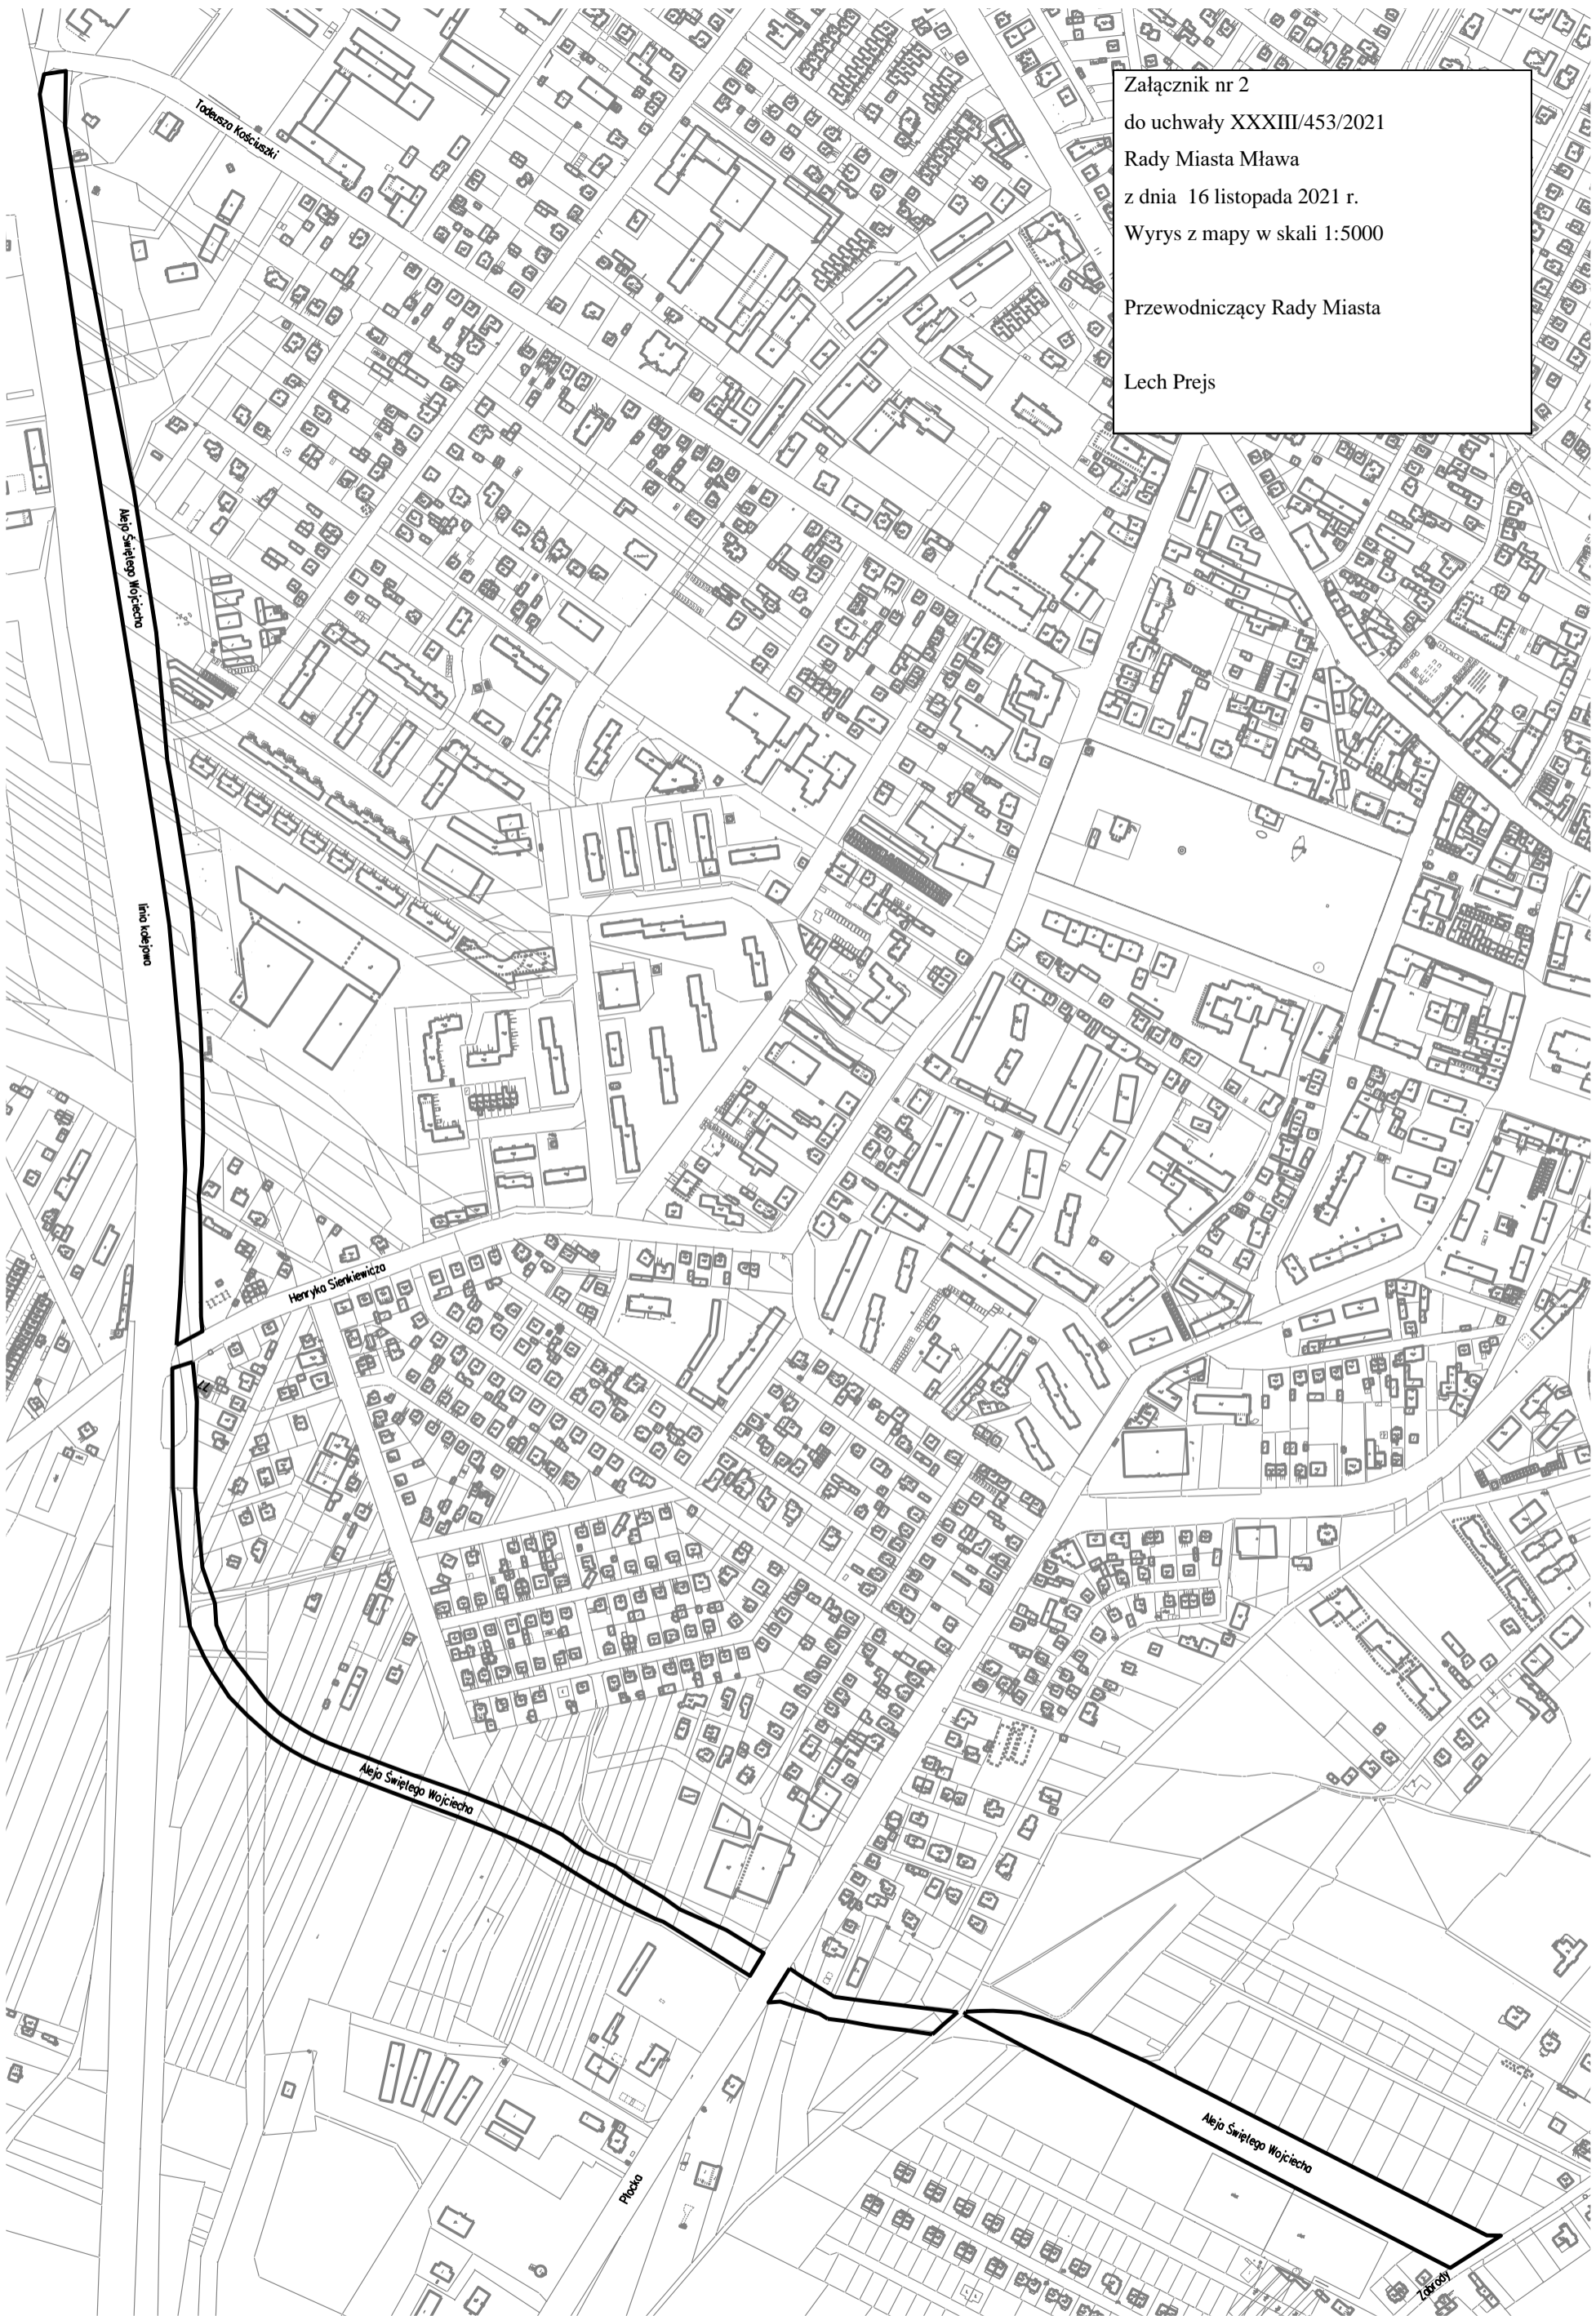 Załącznik nr 2
do uchwały XXXIII/453/2021
Rady Miasta Mława
z dnia 16 listopada 2021 r.
Wyrys z mapy w skali 1:5000
Przewodniczący Rady Miasta
Lech Prejs
Tadeusza Kościuszki
Aleja Świętego Wojciecha
linia kolejowa
Henryka Sienkiewicza
Aleja Świętego Wojciecha
Aleja Świętego Wojciecha
Płocka
Zabrody